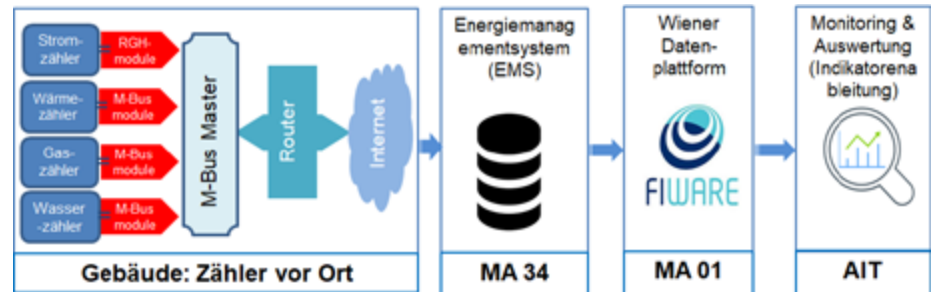 Strom-
zähler
RGH-
module
Wärme-
zähler
M-Bus
module
Gas-
zähler
M-Bus
module
Wasser
-zähler
M-Bus
module
M-Bus Master
Router
Internet
Gebäude: Zähler vor Ort
Energiemanag
ementsystem
(EMS)
MA 34
Wiener
Daten-
plattform
FIWARE
MA 01
Monitoring &
Auswertung
(Indikatorena
bleitung)
AIT